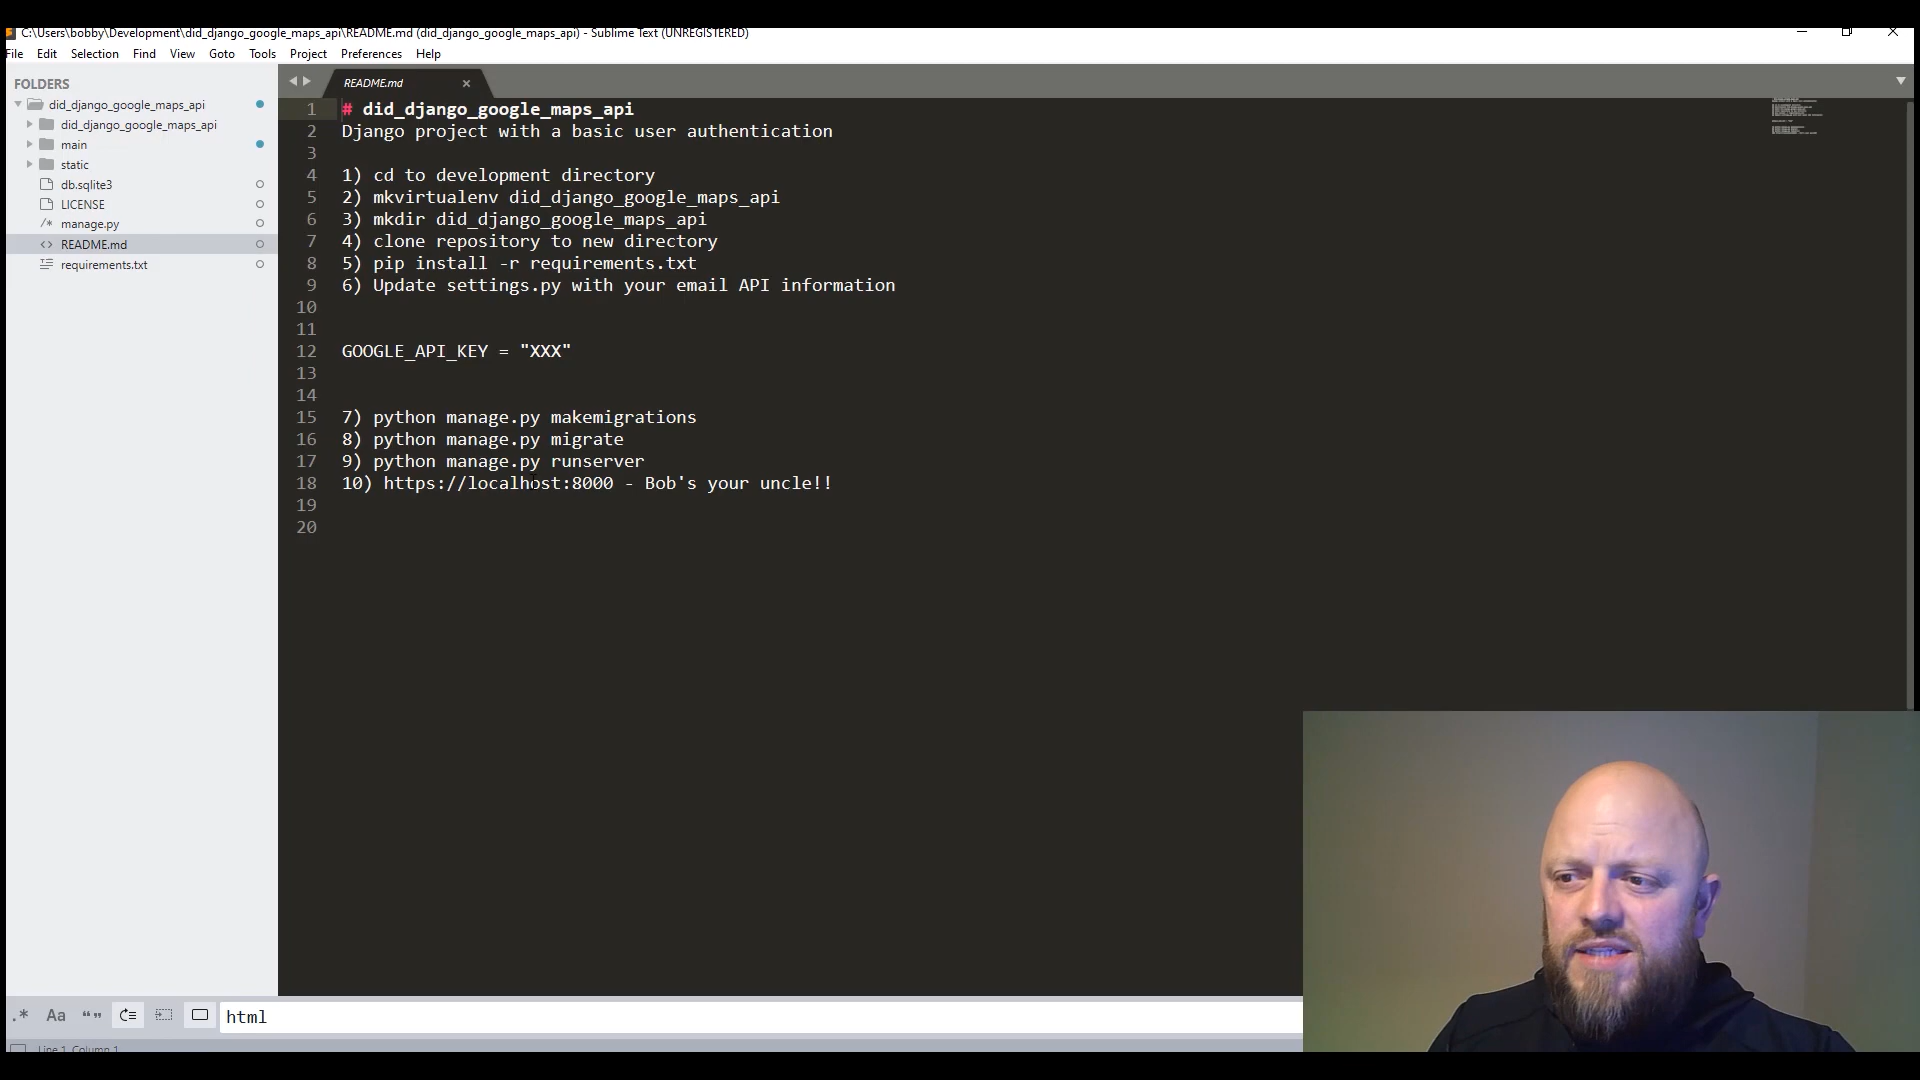 C:\Users\bobby\Development\did_django_google_maps_api\README.md (did_django_google_maps_api) - Sublime Text (UNREGISTERED)
File Edit Selection Find View Goto Tools Project Preferences Help
FOLDERS
did_django_google_maps_api
did_django_google_maps_api
main
static
db.sqlite3
LICENSE
manage.py
README.md
requirements.txt
README.md
1 # did_django_google_maps_api
2 Django project with a basic user authentication
3
4 1) cd to development directory
5 2) mkvirtualenv did_django_google_maps_api
6 3) mkdir did_django_google_maps_api
7 4) clone repository to new directory
8 5) pip install -r requirements.txt
9 6) Update settings.py with your email API information
10
11
12 GOOGLE_API_KEY = "XXX"
13
14
15 7) python manage.py makemigrations
16 8) python manage.py migrate
17 9) python manage.py runserver
18 10) https://localhost:8000 - Bob's your uncle!!
19
20
.* Aa “” html
Line 1, Column 1